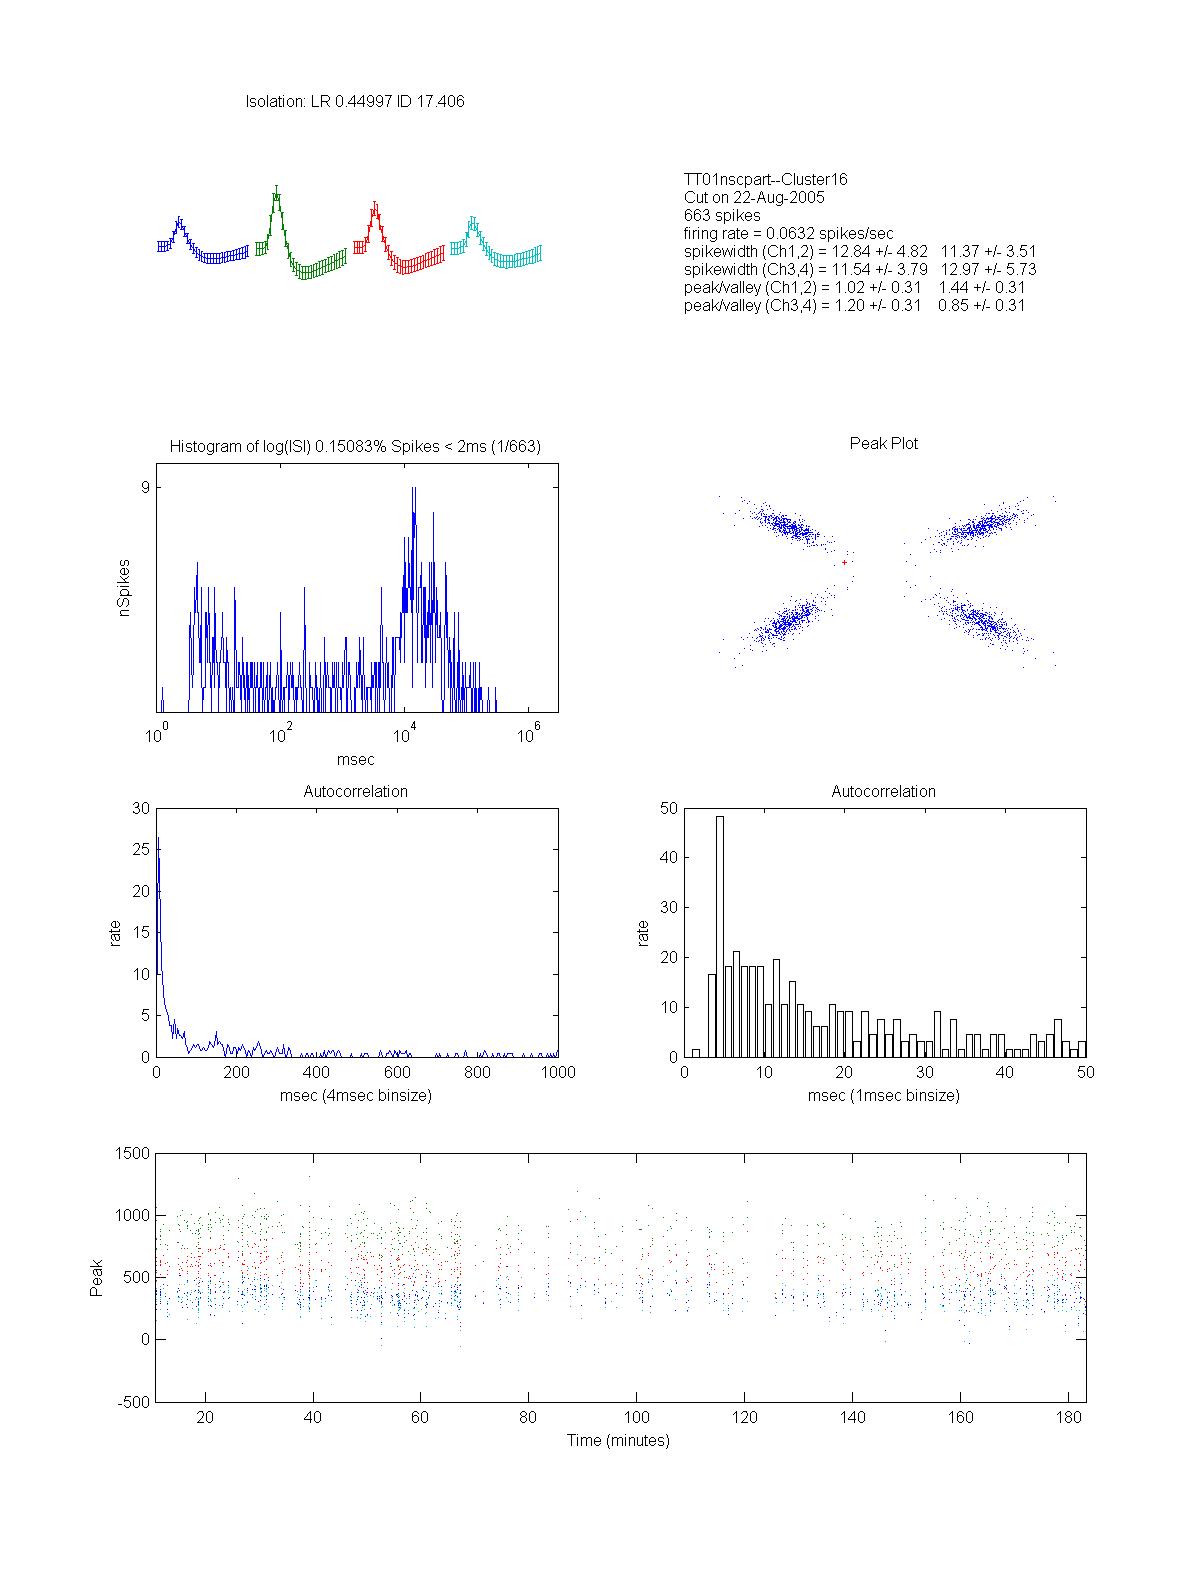 Isolation: LR 0.44997 ID 17.406
TT01nscpart--Cluster16
Cut on 22-Aug-2005
663 spikes
firing rate = 0.0632 spikes/sec
spikewidth (Ch1,2) = 12.84 +/- 4.82 11.37 +/- 3.51
spikewidth (Ch3,4) = 11.54 +/- 3.79 12.97 +/- 5.73
peak/valley (Ch1,2) = 1.02 +/- 0.31 1.44 +/- 0.31
peak/valley (Ch3,4) = 1.20 +/- 0.31 0.85 +/- 0.31
Histogram of log(ISI) 0.15083% Spikes < 2ms (1/663)
9
nSpikes
10^0 10^2 10^4 10^6
msec
Peak Plot
Autocorrelation
30
25
20
15
10
5
0
rate
0 200 400 600 800 1000
msec (4msec binsize)
Autocorrelation
50
40
30
20
10
0
rate
0 10 20 30 40 50
msec (1msec binsize)
1500
1000
500
0
-500
Peak
20 40 60 80 100 120 140 160 180
Time (minutes)